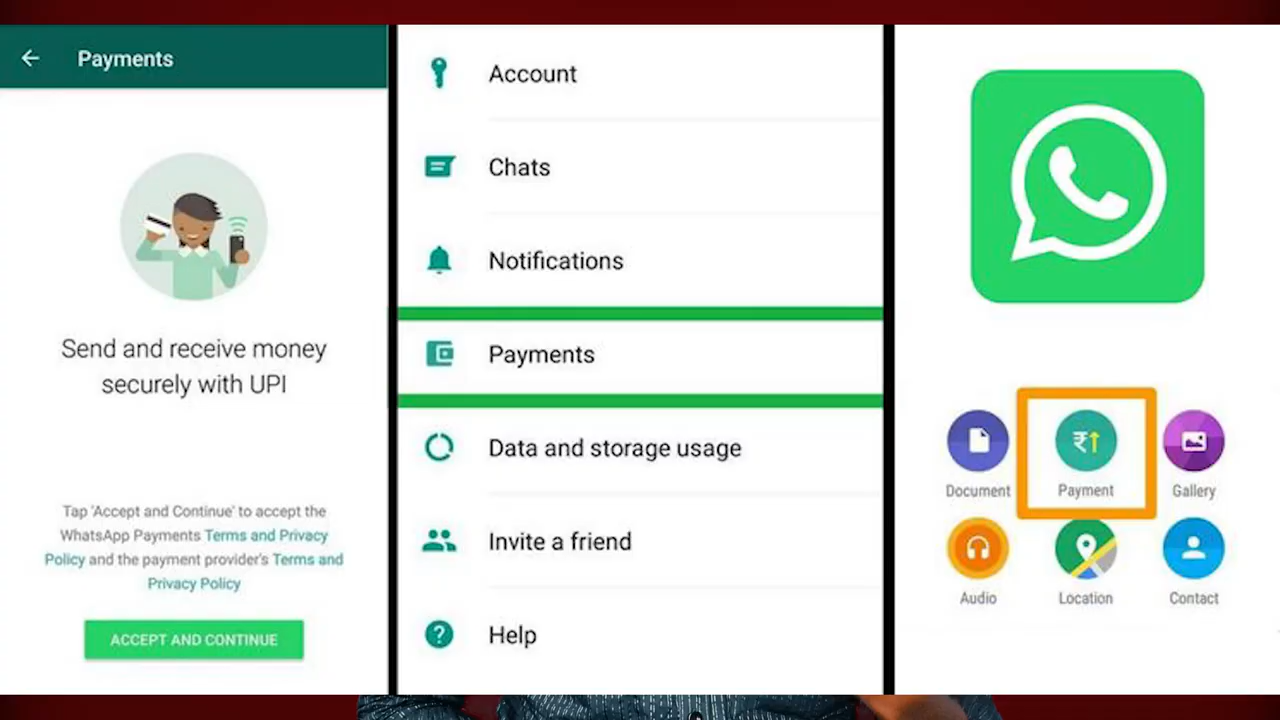 Payments
Send and receive money
securely with UPI
Tap 'Accept and Continue' to accept the
WhatsApp Payments Terms and Privacy
Policy and the payment provider's Terms and
Privacy Policy
ACCEPT AND CONTINUE
Account
Chats
Notifications
Payments
Data and storage usage
Invite a friend
Help
₹↑
Document
Payment
Gallery
Audio
Location
Contact